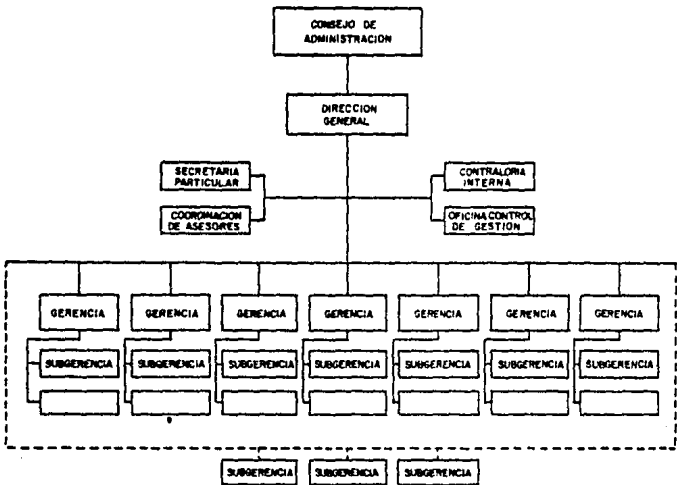 CONSEJO DE
ADMINISTRACION
DIRECCION
GENERAL
SECRETARIA
PARTICULAR
CONTRALORIA
INTERNA
COORDINACION
DE ASESORES
OFICINA CONTROL
DE GESTION
GERENCIA
GERENCIA
GERENCIA
GERENCIA
GERENCIA
GERENCIA
GERENCIA
SUBGERENCIA
SUBGERENCIA
SUBGERENCIA
SUBGERENCIA
SUBGERENCIA
SUBGERENCIA
SUBGERENCIA
SUBGERENCIA
SUBGERENCIA
SUBGERENCIA